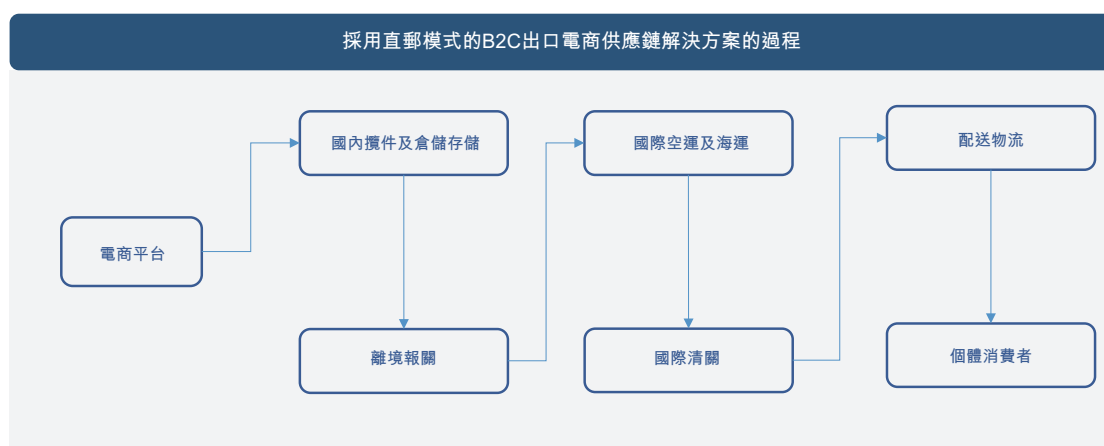 採用直郵模式的B2C出口電商供應鏈解決方案的過程
電商平台
國內攬件及倉儲存儲
離境報關
國際空運及海運
國際清關
配送物流
個體消費者